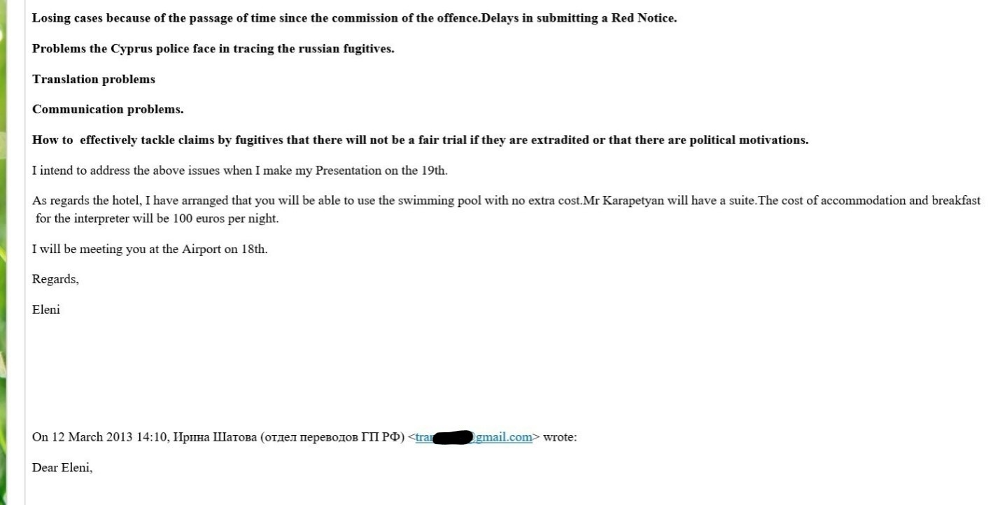 Losing cases because of the passage of time since the commission of the offence.Delays in submitting a Red Notice.
Problems the Cyprus police face in tracing the russian fugitives.
Translation problems
Communication problems.
How to  effectively tackle claims by fugitives that there will not be a fair trial if they are extradited or that there are political motivations.
I intend to address the above issues when I make my Presentation on the 19th.
As regards the hotel, I have arranged that you will be able to use the swimming pool with no extra cost.Mr Karapetyan will have a suite.The cost of accommodation and breakfast
for the interpreter will be 100 euros per night.
I will be meeting you at the Airport on 18th.
Regards,
Eleni
On 12 March 2013 14:10, Ирина Шатова (отдел переводов ГП РФ) < gmail.com> wrote:
Dear Eleni,